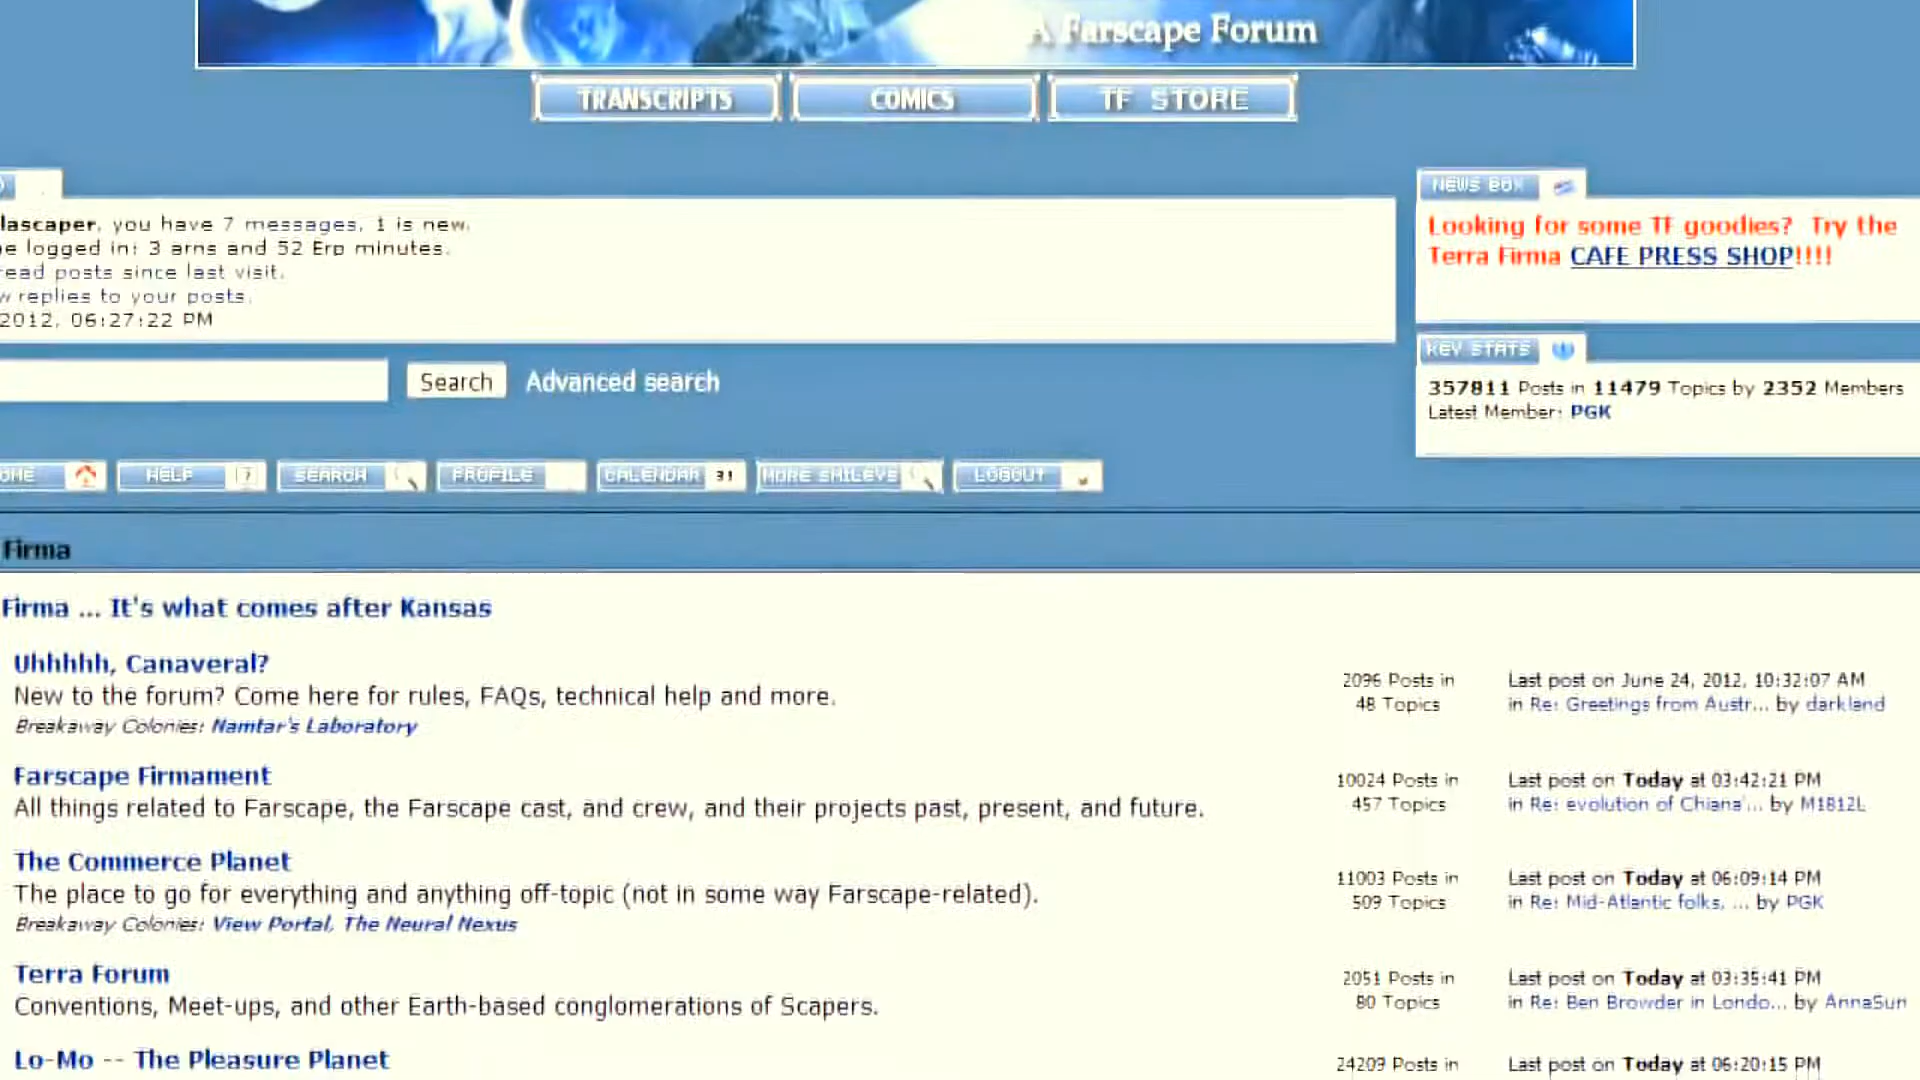 A Farscape Forum
TRANSCRIPTS COMICS TF STORE
lascaper, you have 7 messages, 1 is new.
e logged in: 3 arns and 52 Erp minutes.
read posts since last visit.
w replies to your posts.
2012, 06:27:22 PM
NEWS BOX
Looking for some TF goodies? Try the
Terra Firma CAFE PRESS SHOP!!!!
KEY STATS
357811 Posts in 11479 Topics by 2352 Members
Latest Member: PGK
Search Advanced search
OME HELP SEARCH PROFILE CALENDAR 31 MORE SMILEYS LOGOUT
Firma
Firma ... It's what comes after Kansas
Uhhhhh, Canaveral?
New to the forum? Come here for rules, FAQs, technical help and more.
Breakaway Colonies: Namtar's Laboratory
2096 Posts in
48 Topics
Last post on June 24, 2012, 10:32:07 AM
in Re: Greetings from Austr... by darkland
Farscape Firmament
All things related to Farscape, the Farscape cast, and crew, and their projects past, present, and future.
10024 Posts in
457 Topics
Last post on Today at 03:42:21 PM
in Re: evolution of Chiana'... by M1812L
The Commerce Planet
The place to go for everything and anything off-topic (not in some way Farscape-related).
Breakaway Colonies: View Portal, The Neural Nexus
11003 Posts in
509 Topics
Last post on Today at 06:09:14 PM
in Re: Mid-Atlantic folks, ... by PGK
Terra Forum
Conventions, Meet-ups, and other Earth-based conglomerations of Scapers.
2051 Posts in
80 Topics
Last post on Today at 03:35:41 PM
in Re: Ben Browder in Londo... by AnnaSun
Lo-Mo -- The Pleasure Planet
24209 Posts in
Last post on Today at 06:20:15 PM